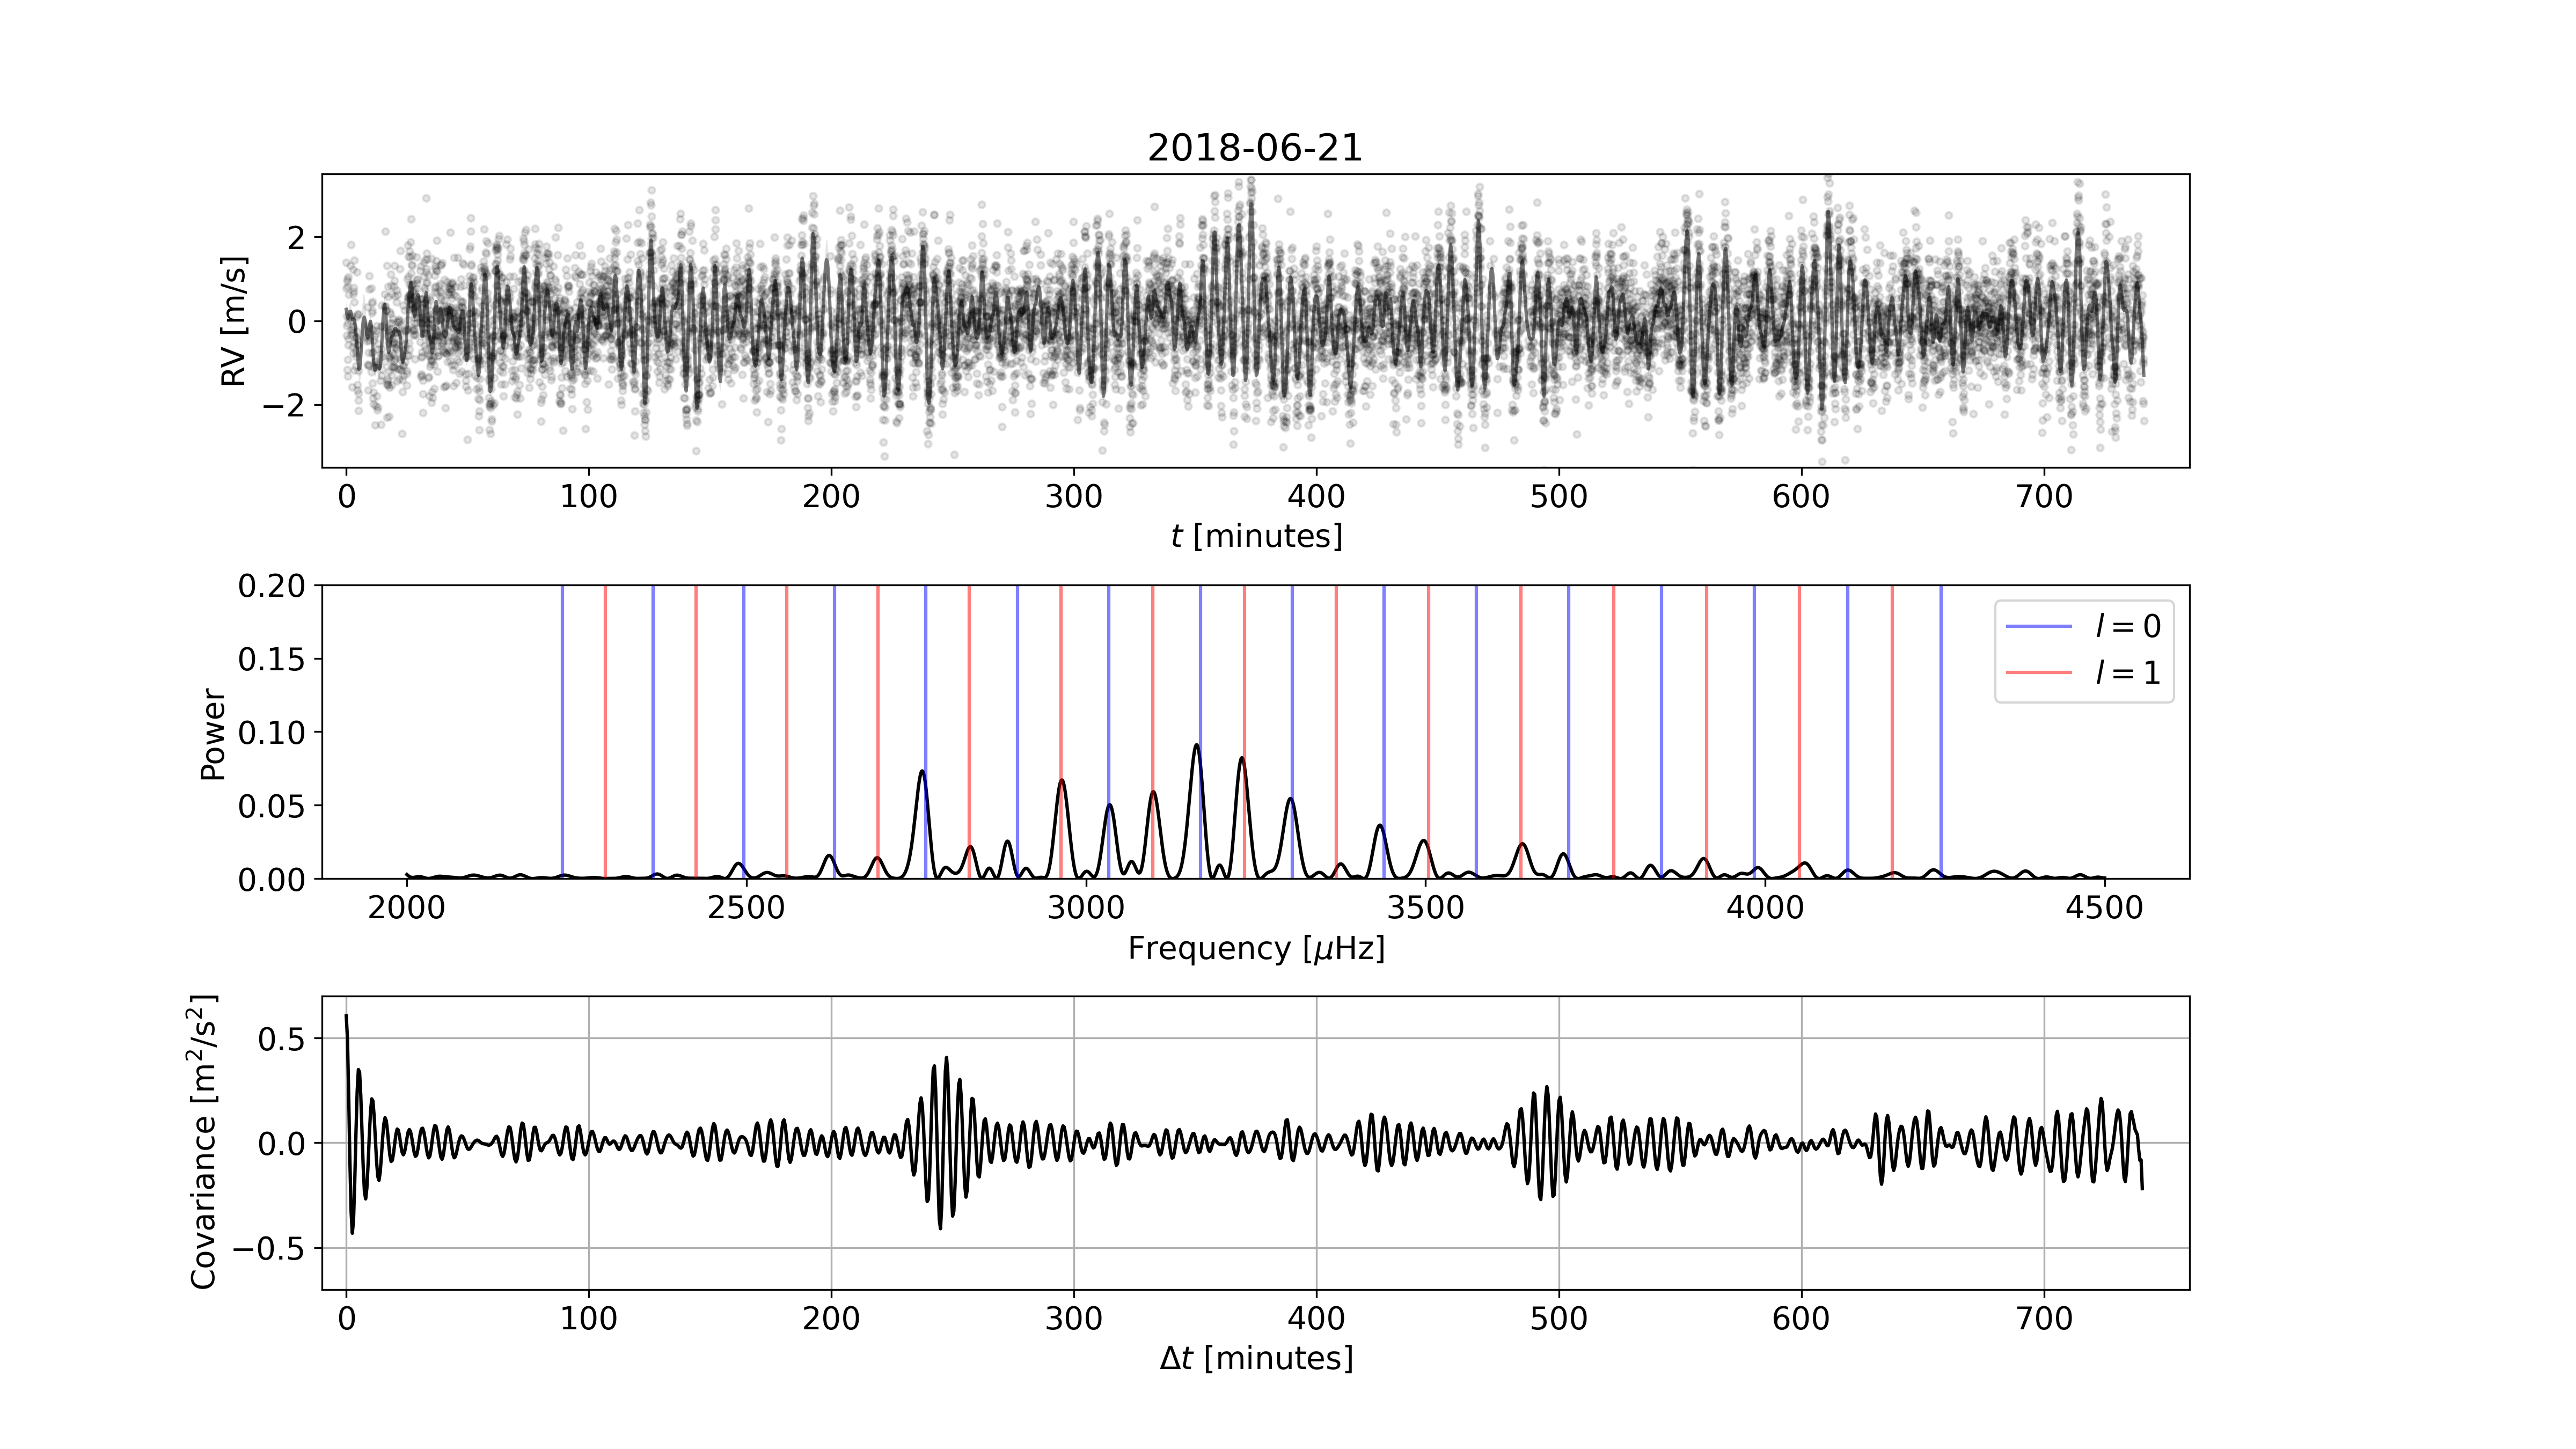 2018-06-21
RV [m/s]
2
0
−2
0 100 200 300 400 500 600 700
t [minutes]
Power
0.20
0.15
0.10
0.05
0.00
l = 0
l = 1
2000 2500 3000 3500 4000 4500
Frequency [μHz]
Covariance [m²/s²]
0.5
0.0
−0.5
0 100 200 300 400 500 600 700
Δt [minutes]